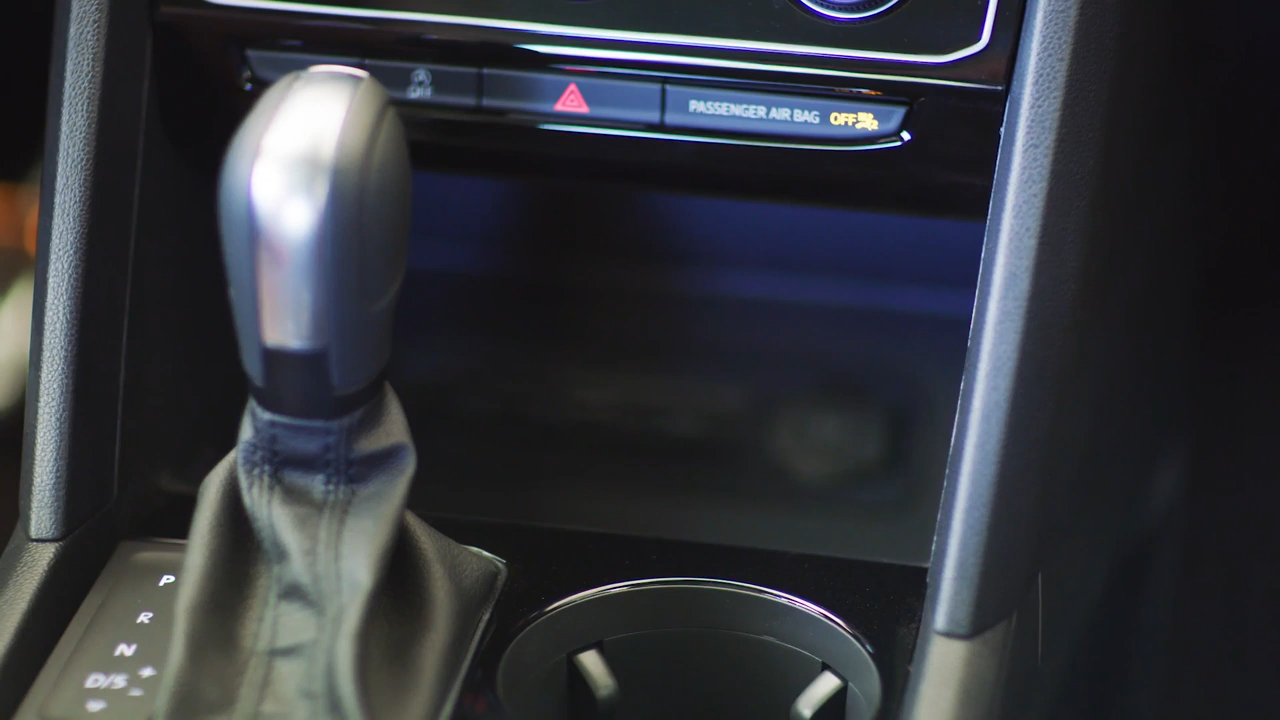 OFF
PASSENGER AIR BAG OFF
P
R
N
D/S + -